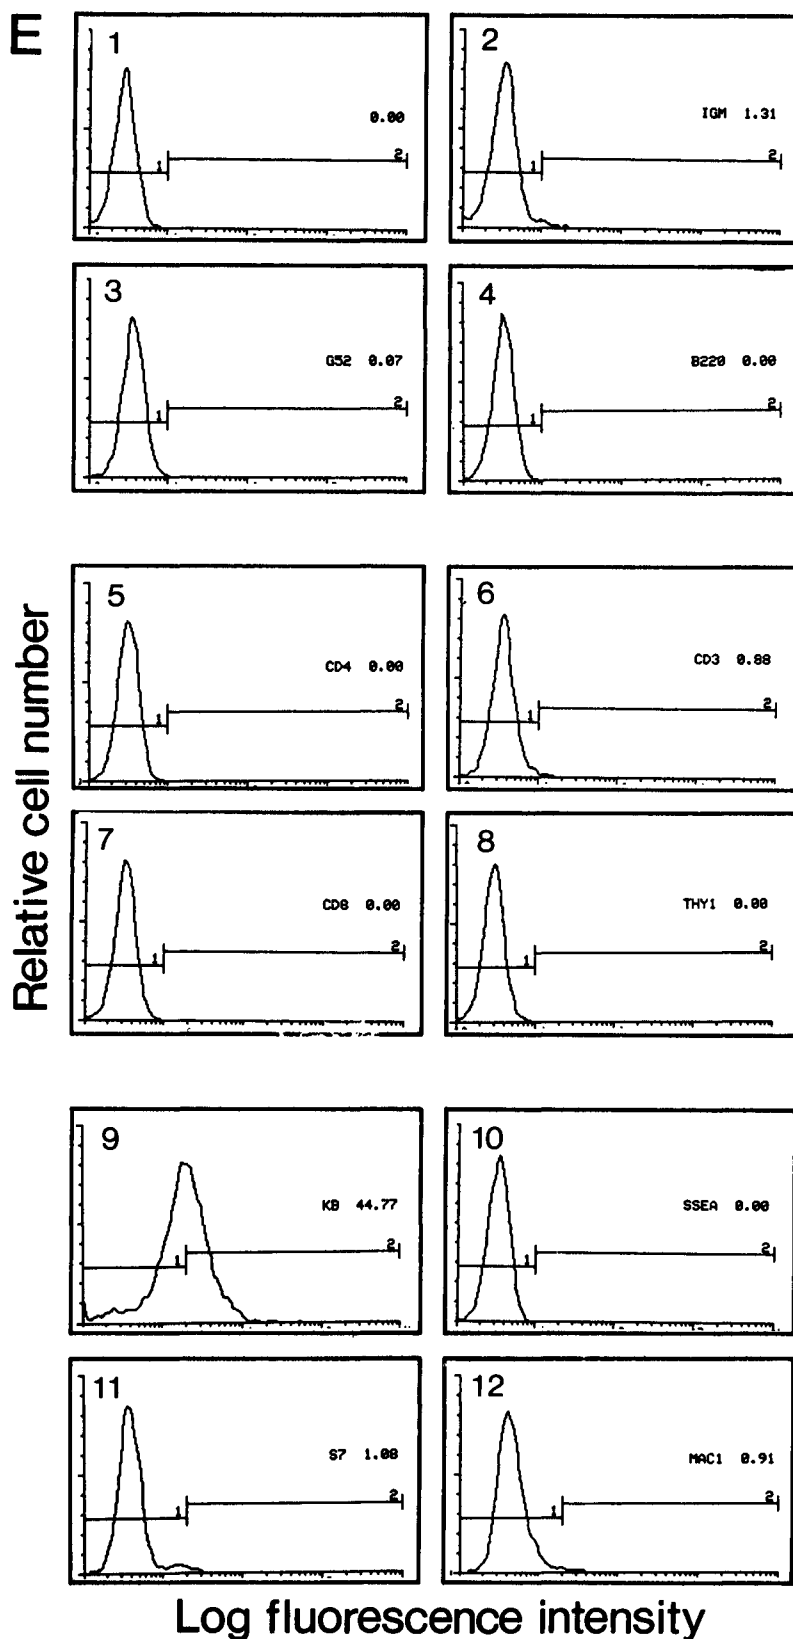 E
1
0.00
1
2
2
IGM 1.31
1
2
3
G52 0.07
1
2
4
B220 0.00
1
2
5
CD4 0.00
1
2
6
CD3 0.88
1
2
7
CD8 0.00
1
2
8
THY1 0.00
1
2
9
KB 44.77
1
2
10
SSEA 0.00
1
2
11
S7 1.08
1
2
12
MAC1 0.91
1
2
Relative cell number
Log fluorescence intensity